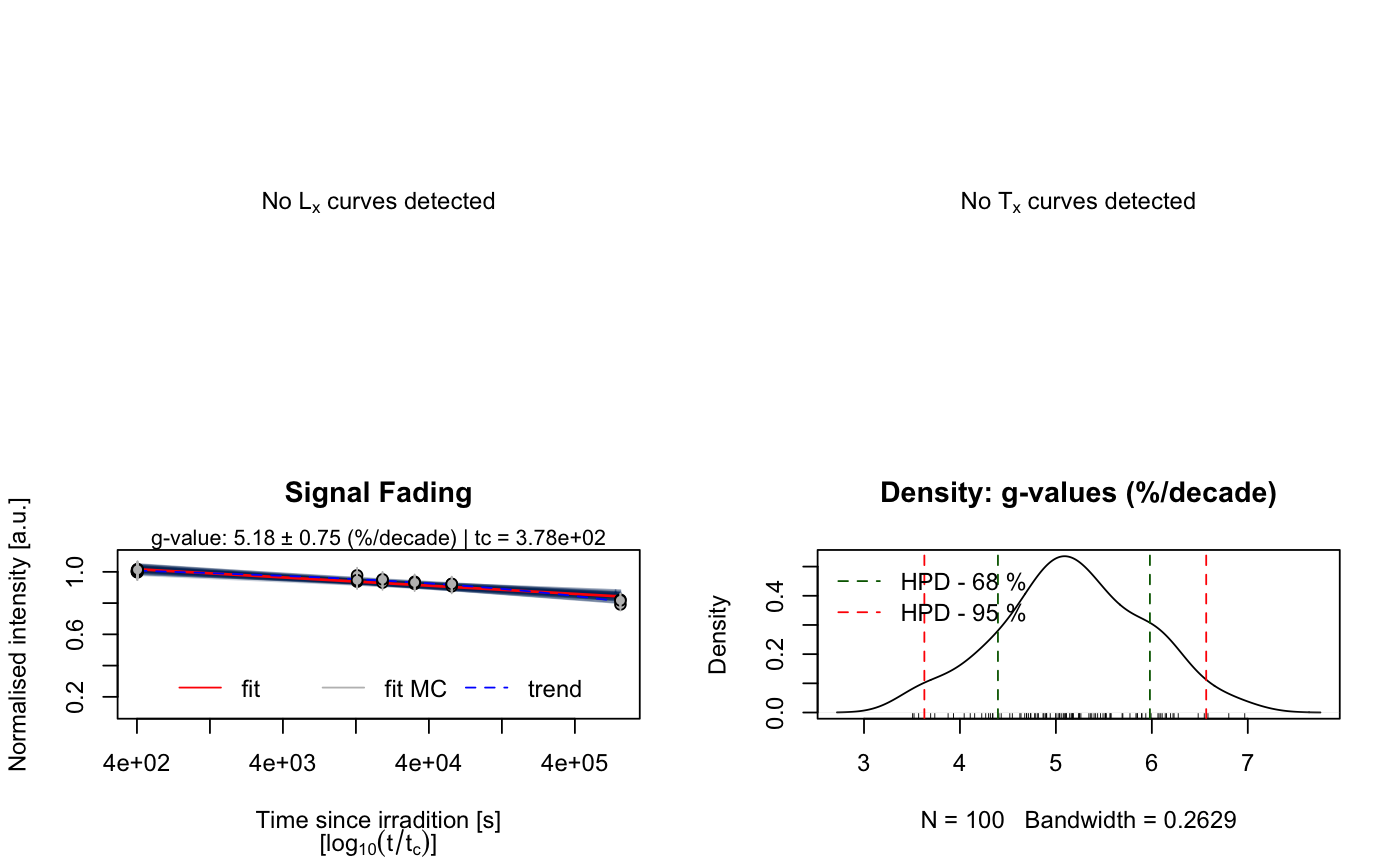 No Lx curves detected
No Tx curves detected
Signal Fading
g-value: 5.18 ± 0.75 (%/decade) | tc = 3.78e+02
Normalised intensity [a.u.]
1.0
0.6
0.2
fit
fit MC
trend
4e+02
4e+03
4e+04
4e+05
Time since irradition [s]
[log10(t/tc)]
Density: g-values (%/decade)
Density
0.4
0.2
0.0
HPD - 68 %
HPD - 95 %
3
4
5
6
7
N = 100 Bandwidth = 0.2629